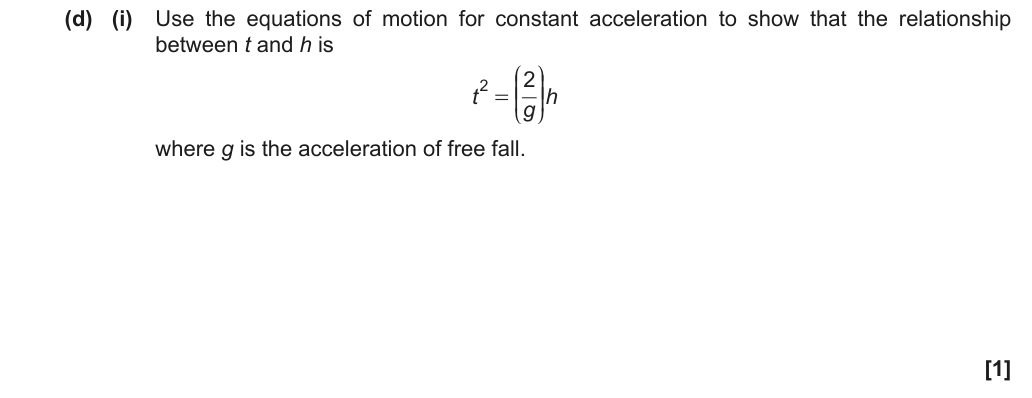 (d) (i) Use the equations of motion for constant acceleration to show that the relationship
between t and h is
t² = (2/g)h
where g is the acceleration of free fall.
[1]